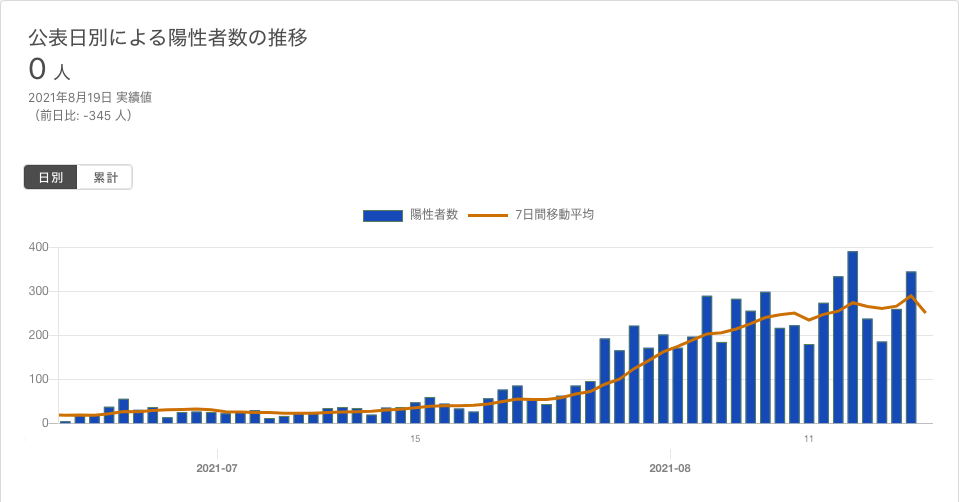 公表日別による陽性者数の推移
0 人
2021年8月19日 実績値
（前日比: -345 人）
日別 累計
陽性者数 7日間移動平均
400
300
200
100
0
15 11
2021-07 2021-08